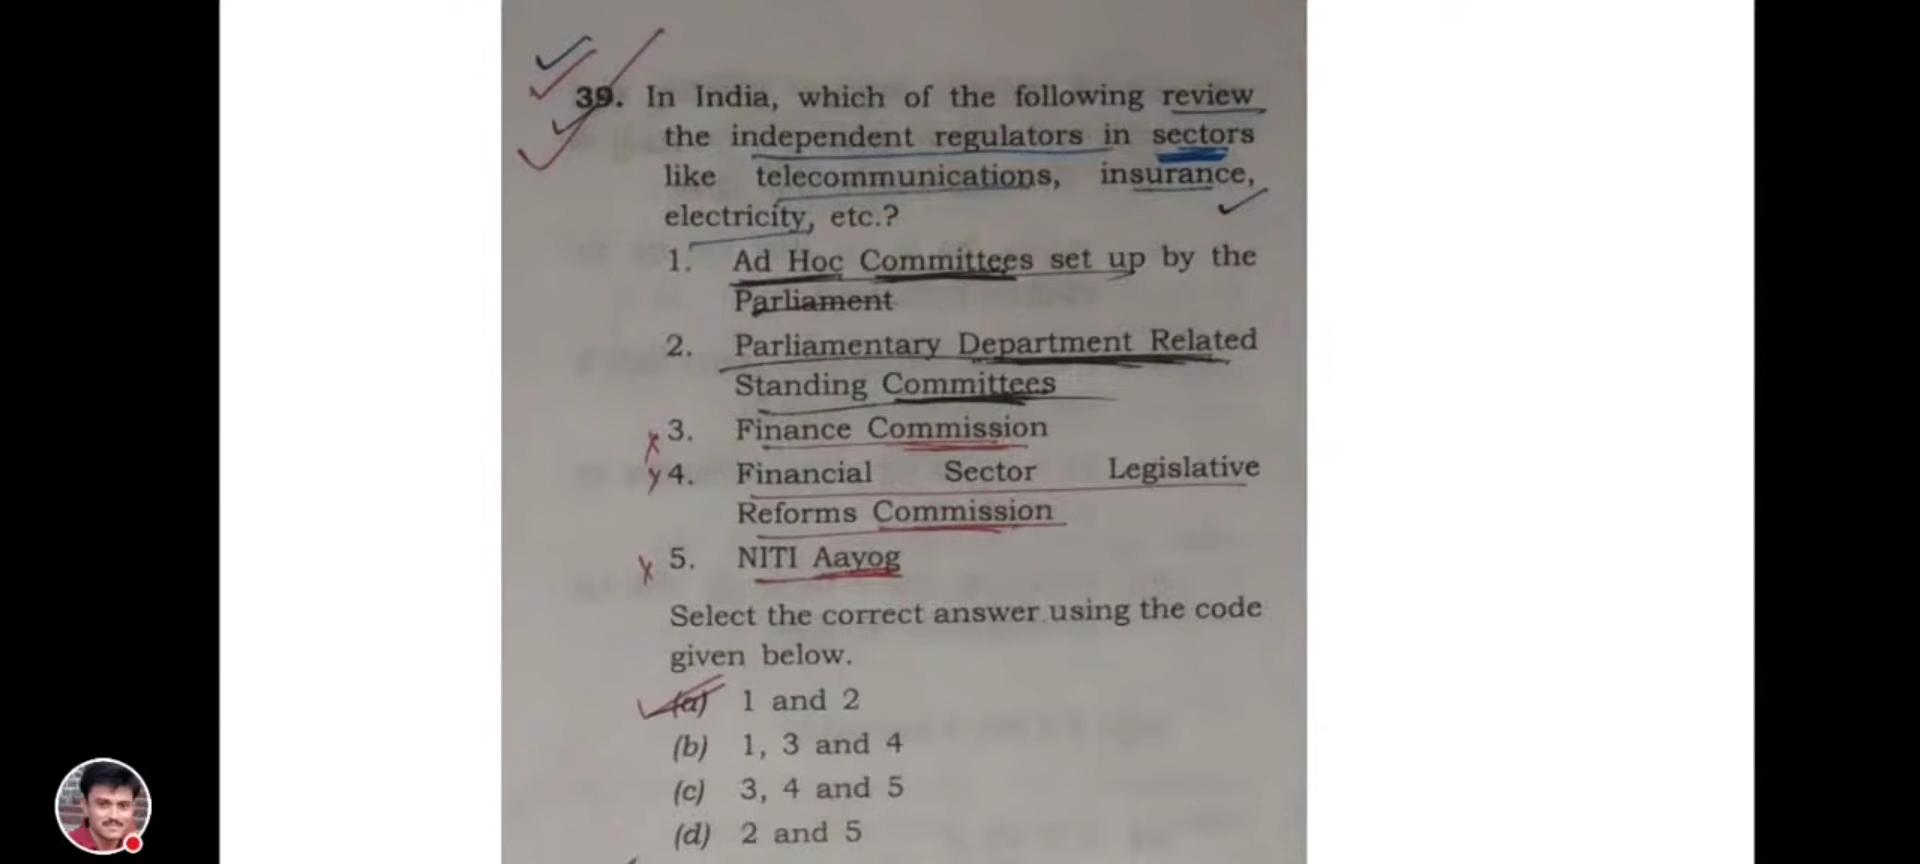 39. In India, which of the following review
the independent regulators in sectors
like telecommunications, insurance,
electricity, etc.?
1. Ad Hoc Committees set up by the
Parliament
2. Parliamentary Department Related
Standing Committees
3. Finance Commission
4. Financial Sector Legislative
Reforms Commission
5. NITI Aayog
Select the correct answer using the code
given below.
(a) 1 and 2
(b) 1, 3 and 4
(c) 3, 4 and 5
(d) 2 and 5